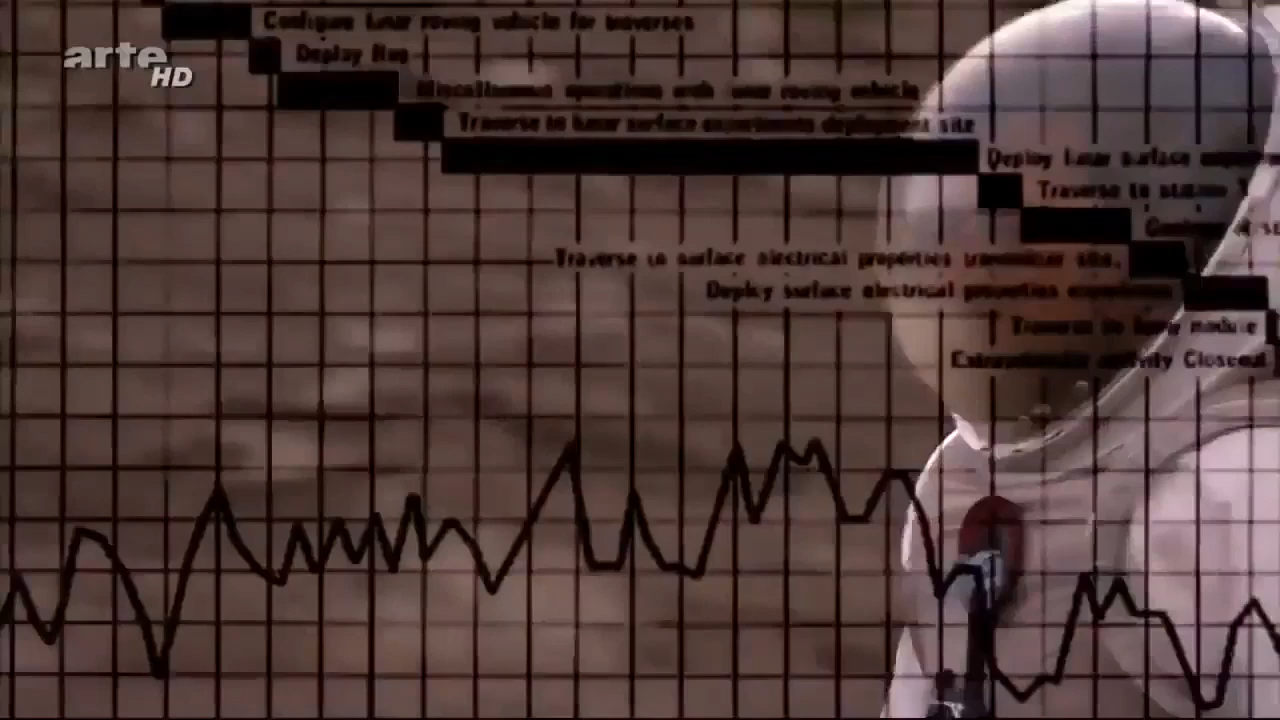 Configure lunar roving vehicle for traverses
arte
HD
Deploy flag
Miscellaneous operations with lunar roving vehicle
Traverse to lunar surface experiments deployment site
Deploy lunar surface
Traverse to station
Traverse to surface electrical properties transmitter site.
Deploy surface electrical properties
Traverse to module
Extravehicular activity Closeout